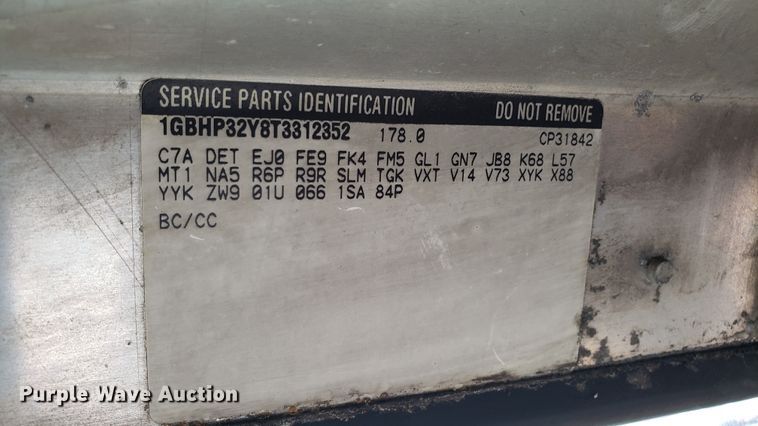 SERVICE PARTS IDENTIFICATION DO NOT REMOVE
1GBHP32Y8T3312352 178.0 CP31842
C7A DET EJ0 FE9 FK4 FM5 GL1 GN7 JB8 K68 L57
MT1 NA5 R6P R9R SLM TGK VXT V14 V73 XYK X88
YYK ZW9 01U 066 1SA 84P
BC/CC
Purple Wave Auction